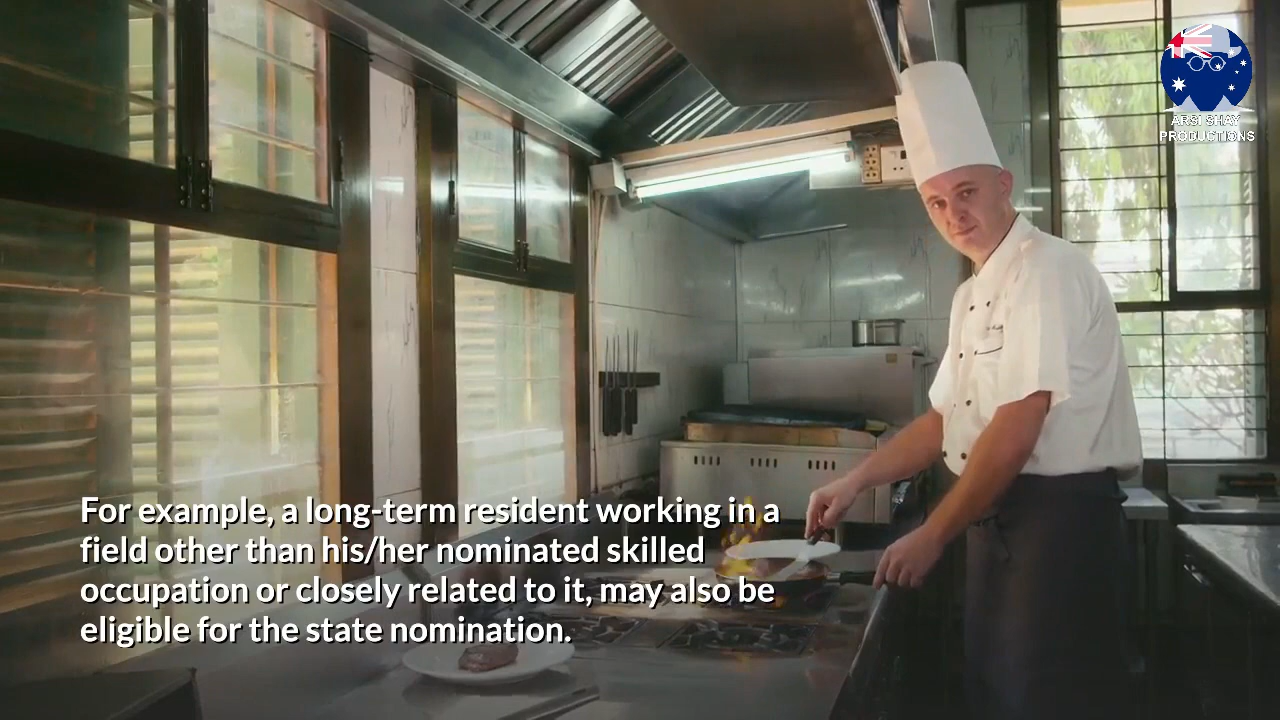 ARSI SHAY
PRODUCTIONS
For example, a long-term resident working in a
field other than his/her nominated skilled
occupation or closely related to it, may also be
eligible for the state nomination.